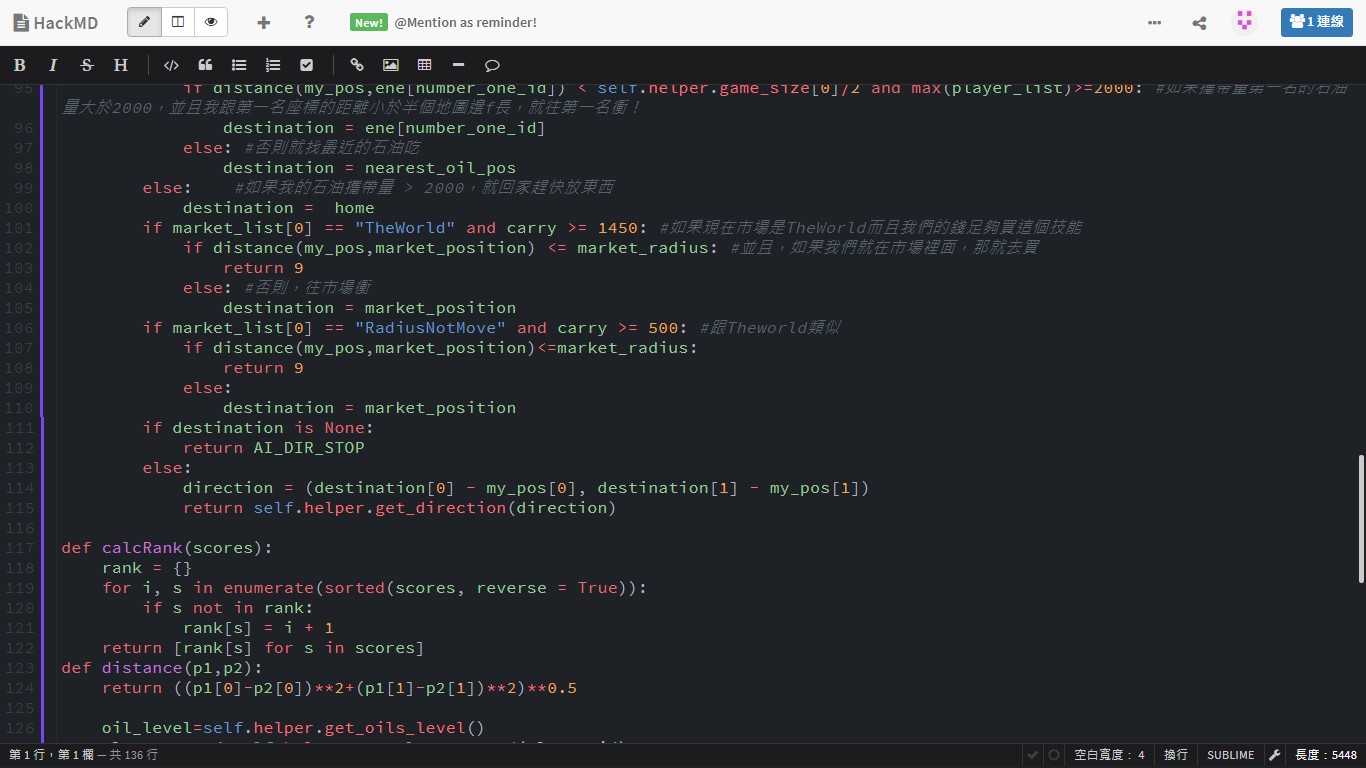 HackMD
New! @Mention as reminder!
1 連線
B I S H
95 if distance(my_pos,ene[number_one_id]) < self.helper.game_size[0]/2 and max(player_list)>=2000: #如果攜帶量第一名的石油
量大於2000，並且我跟第一名座標的距離小於半個地圖邊f長，就往第一名衝！
96 destination = ene[number_one_id]
97 else: #否則就找最近的石油吃
98 destination = nearest_oil_pos
99 else: #如果我的石油攜帶量 > 2000，就回家趕快放東西
100 destination =  home
101 if market_list[0] == "TheWorld" and carry >= 1450: #如果現在市場是TheWorld而且我們的錢足夠買這個技能
102 if distance(my_pos,market_position) <= market_radius: #並且，如果我們就在市場裡面，那就去買
103 return 9
104 else: #否則，往市場衝
105 destination = market_position
106 if market_list[0] == "RadiusNotMove" and carry >= 500: #跟Theworld類似
107 if distance(my_pos,market_position)<=market_radius:
108 return 9
109 else:
110 destination = market_position
111 if destination is None:
112 return AI_DIR_STOP
113 else:
114 direction = (destination[0] - my_pos[0], destination[1] - my_pos[1])
115 return self.helper.get_direction(direction)
116
117 def calcRank(scores):
118 rank = {}
119 for i, s in enumerate(sorted(scores, reverse = True)):
120 if s not in rank:
121 rank[s] = i + 1
122 return [rank[s] for s in scores]
123 def distance(p1,p2):
124 return ((p1[0]-p2[0])**2+(p1[1]-p2[1])**2)**0.5
125
126 oil_level=self.helper.get_oils_level()
第 1 行，第 1 欄 — 共 136 行
空白寬度： 4 換行 SUBLIME 長度：5448